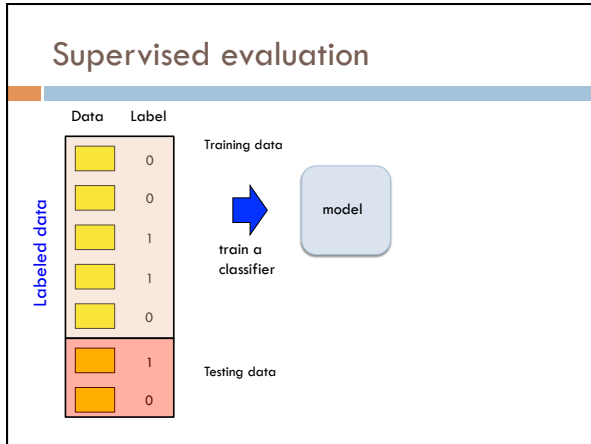 Supervised evaluation
Data Label
Labeled data
0
0
1
1
0
1
0
Training data
train a
classifier
model
Testing data